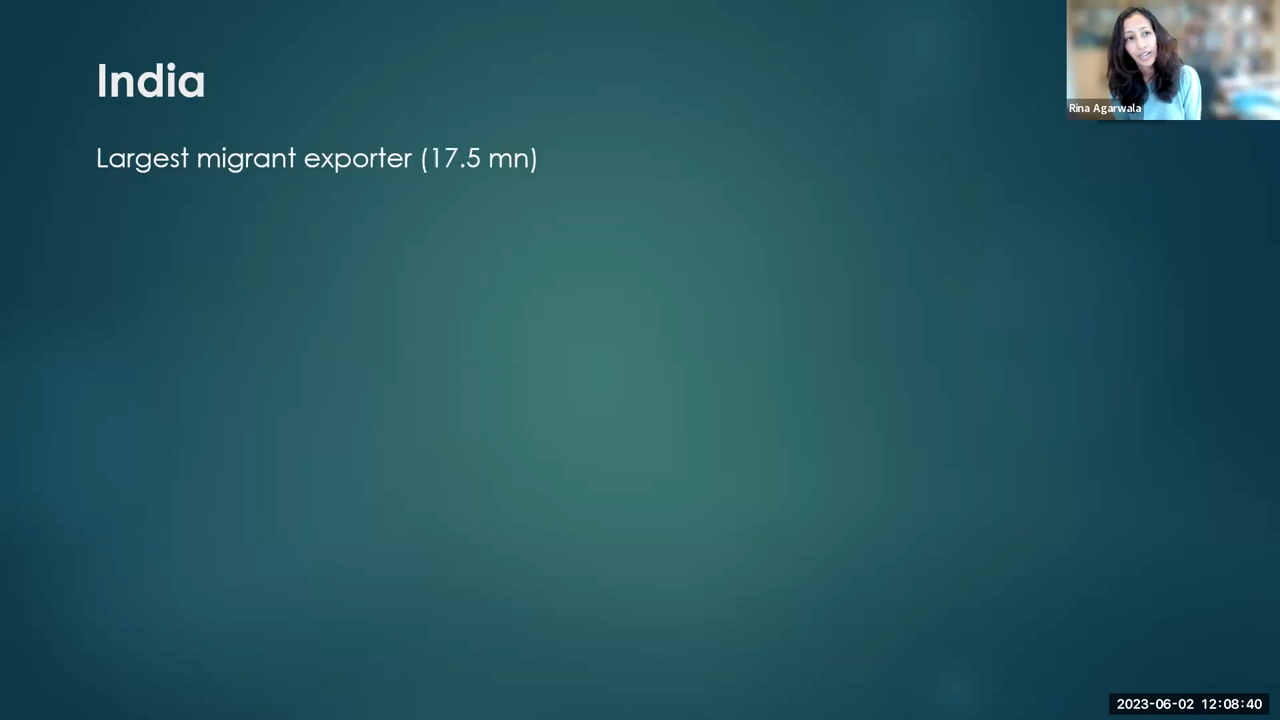 India
Rina Agarwala
Largest migrant exporter (17.5 mn)
2023-06-02 12:08:40